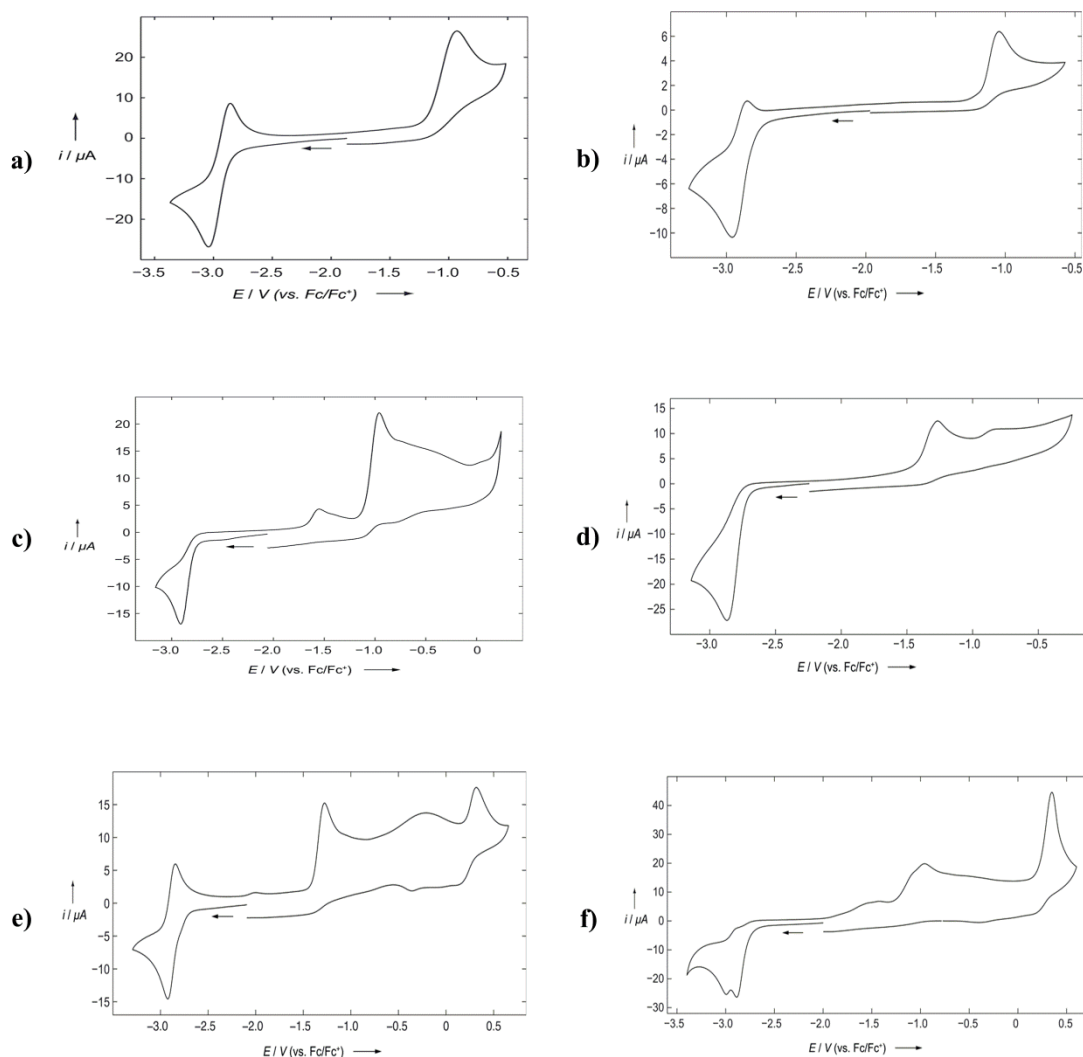 a)
i / µA
20
10
0
−10
−20
−3.5 −3.0 −2.5 −2.0 −1.5 −1.0 −0.5
E / V (vs. Fc/Fc⁺)
b)
i / µA
6
4
2
0
−2
−4
−6
−8
−10
−3.0 −2.5 −2.0 −1.5 −1.0
E / V (vs. Fc/Fc⁺)
c)
i / µA
20
15
10
5
0
−5
−10
−15
−3.0 −2.5 −2.0 −1.5 −1.0 −0.5 0
E / V (vs. Fc/Fc⁺)
d)
i / µA
15
10
5
0
−5
−10
−15
−20
−25
−3.0 −2.5 −2.0 −1.5 −1.0 −0.5
E / V (vs. Fc/Fc⁺)
e)
i / µA
15
10
5
0
−5
−10
−15
−3.0 −2.5 −2.0 −1.5 −1.0 −0.5 0 0.5
E / V (vs. Fc/Fc⁺)
f)
i / µA
40
30
20
10
0
−10
−20
−30
−3.5 −3.0 −2.5 −2.0 −1.5 −1.0 −0.5 0 0.5
E / V (vs. Fc/Fc⁺)